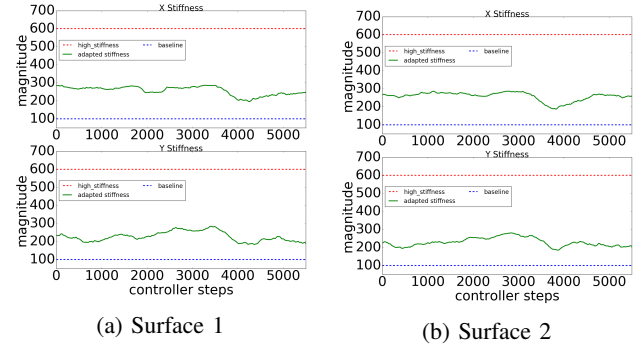 X Stiffness
700
600
500
400
300
200
100
magnitude
high_stiffness
baseline
adapted stiffness
0 1000 2000 3000 4000 5000
Y Stiffness
700
600
500
400
300
200
100
magnitude
high_stiffness
baseline
adapted stiffness
0 1000 2000 3000 4000 5000
controller steps
(a) Surface 1
X Stiffness
700
600
500
400
300
200
100
magnitude
high_stiffness
baseline
adapted stiffness
0 1000 2000 3000 4000 5000
Y Stiffness
700
600
500
400
300
200
100
magnitude
high_stiffness
baseline
adapted stiffness
0 1000 2000 3000 4000 5000
controller steps
(b) Surface 2